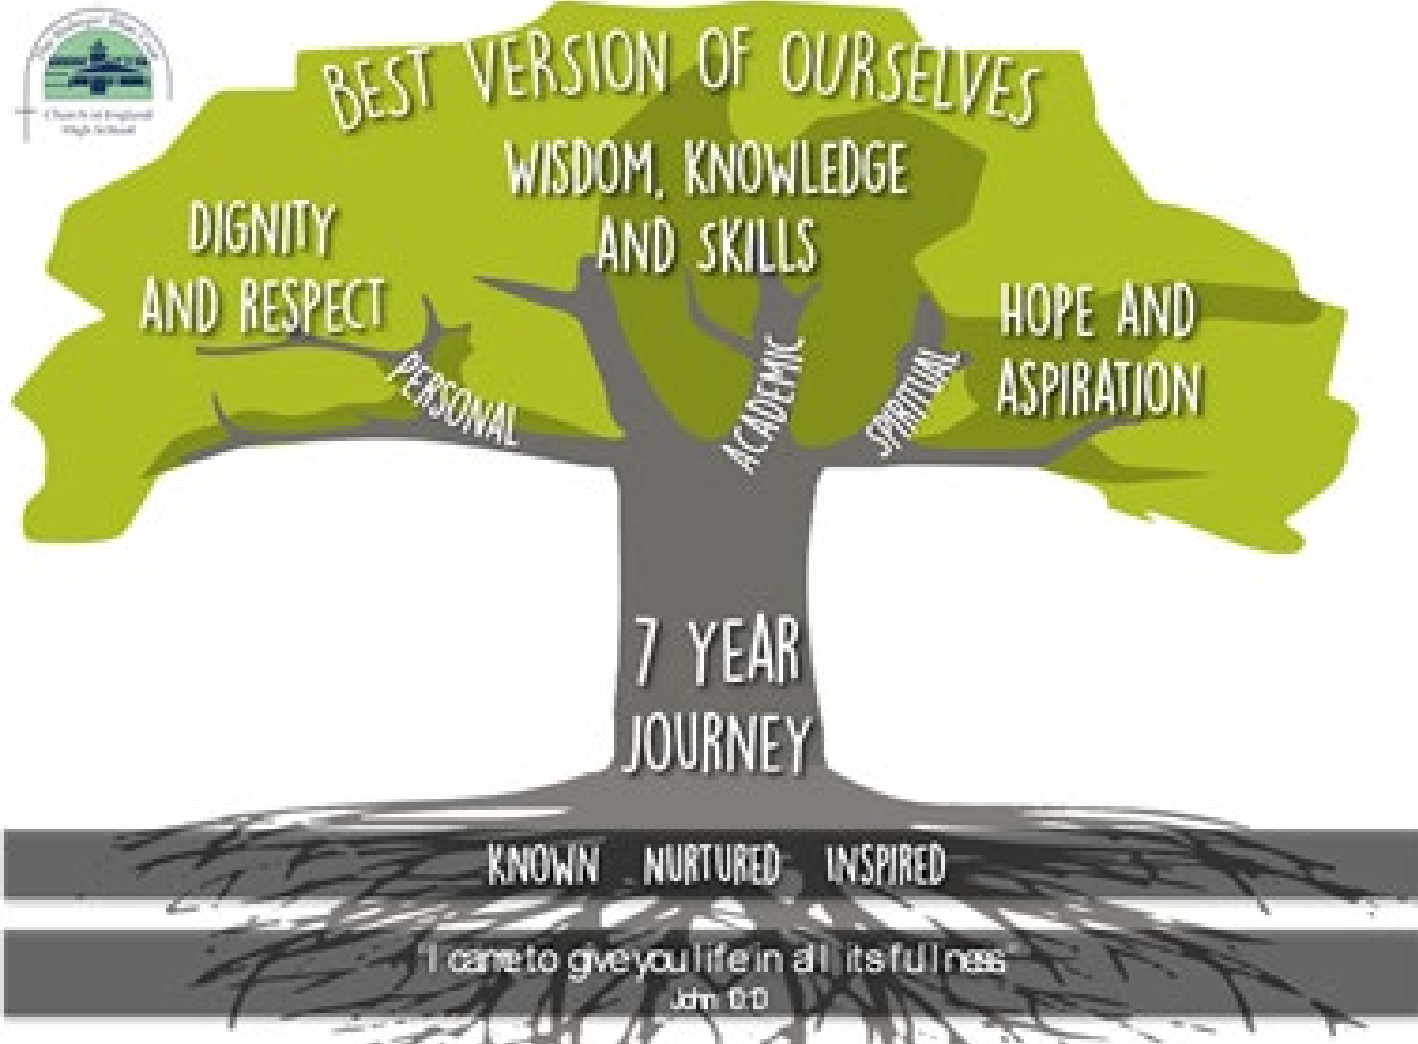 Church of England
High School
BEST VERSION OF OURSELVES
WISDOM, KNOWLEDGE
AND SKILLS
DIGNITY
AND RESPECT
HOPE AND
ASPIRATION
PERSONAL
ACADEMIC
SPIRITUAL
7 YEAR
JOURNEY
KNOWN NURTURED INSPIRED
"I came to give you life in all its fullness"
John 10:10